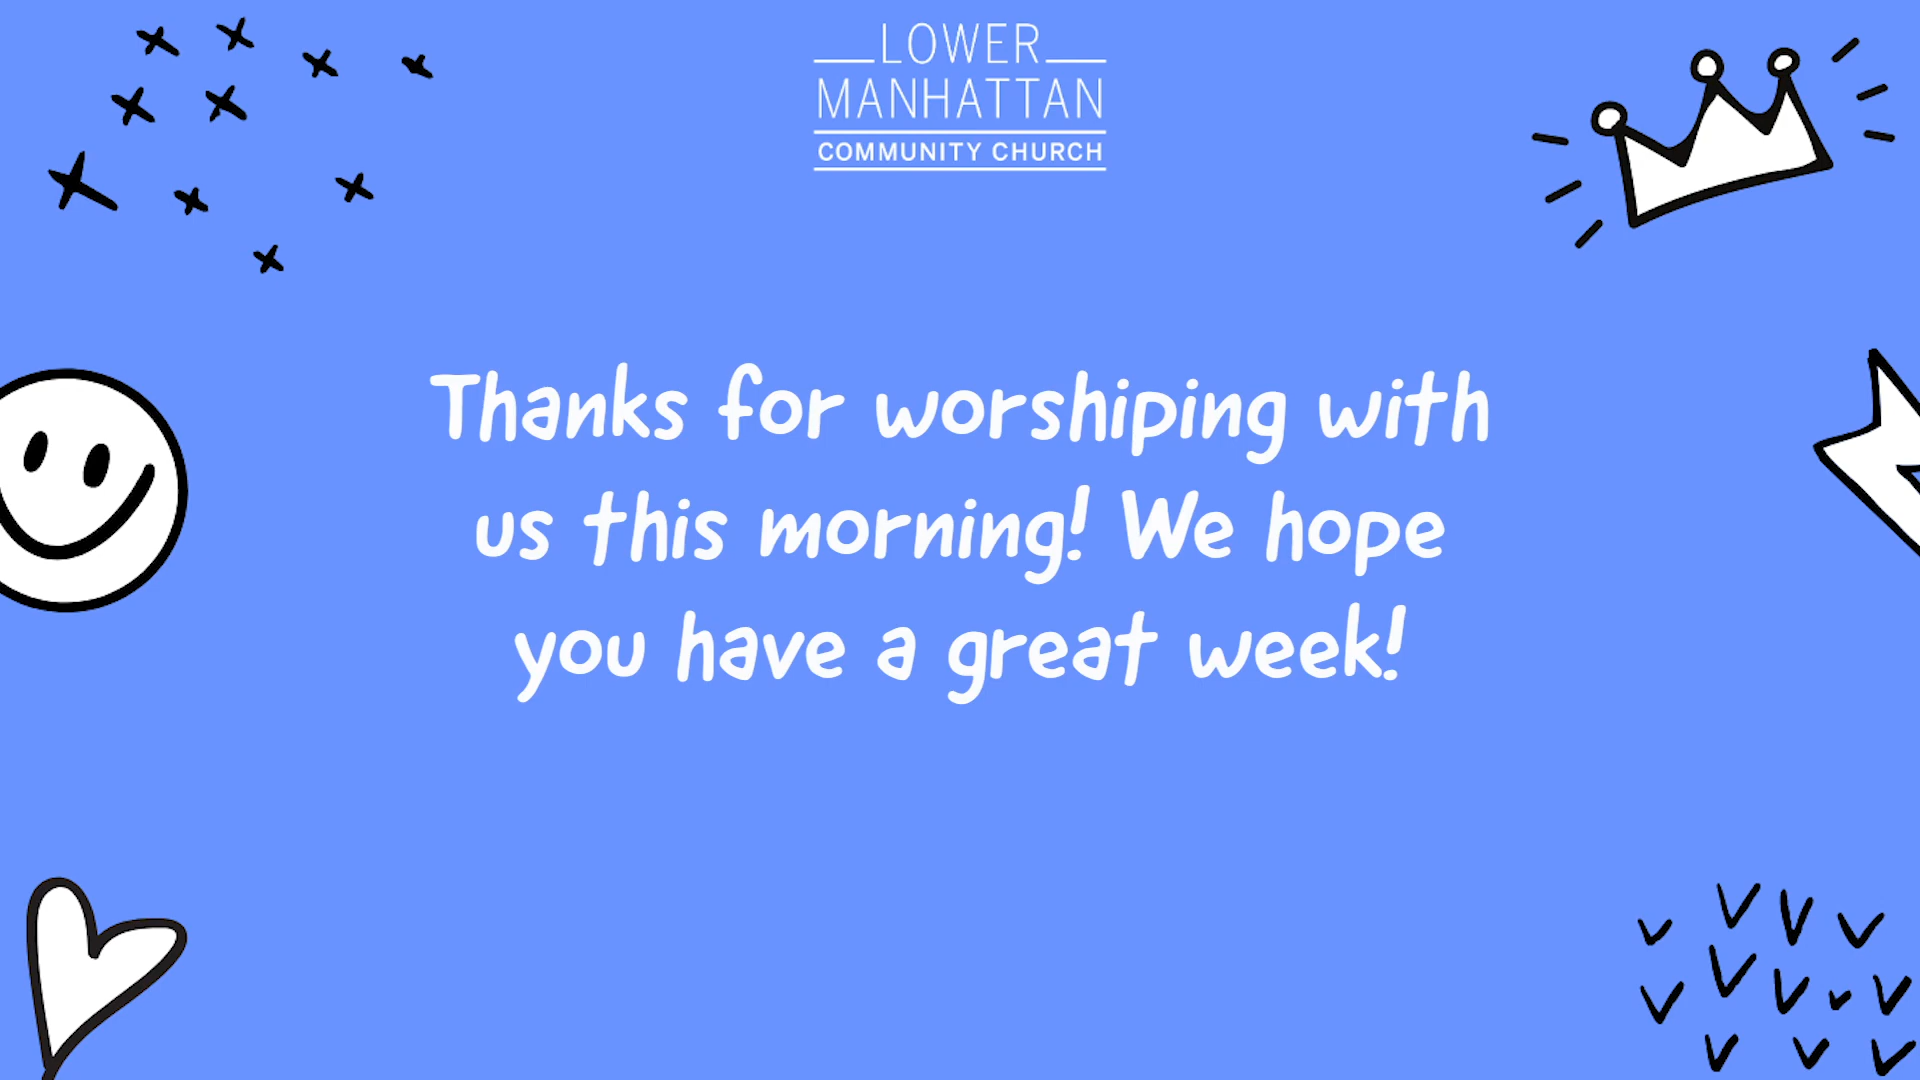 LOWER
MANHATTAN
COMMUNITY CHURCH
Thanks for worshiping with
us this morning! We hope
you have a great week!